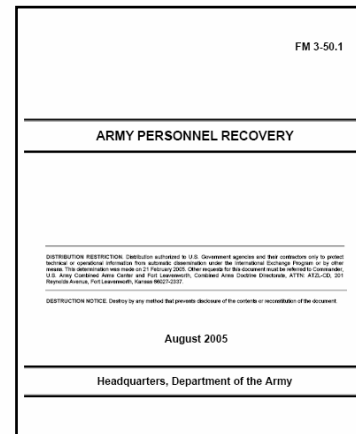 FM 3-50.1
ARMY PERSONNEL RECOVERY
DISTRIBUTION RESTRICTION. Distribution authorized to U.S. Government agencies and their contractors only to protect
technical or operational information from automatic dissemination under the International Exchange Program or by other
means. This determination was made on 21 February 2005. Other requests for this document must be referred to Commander,
U.S. Army Combined Arms Center and Fort Leavenworth, Combined Arms Doctrine Directorate, ATTN: ATZL-CD, 201
Reynolds Avenue, Fort Leavenworth, Kansas 66027-2337.
DESTRUCTION NOTICE. Destroy by any method that prevents disclosure of the contents or reconstitution of the document
August 2005
Headquarters, Department of the Army